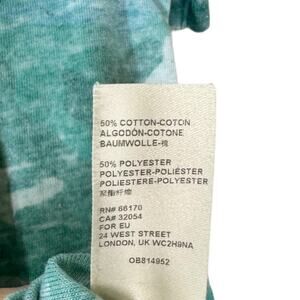 50% COTTON-COTON
ALGODÓN-COTONE
BAUMWOLLE-棉
50% POLYESTER
POLYESTER-POLIÉSTER
POLIESTERE-POLYESTER
聚酯纤维
RN# 66170
CA# 32054
FOR EU
24 WEST STREET
LONDON, UK WC2H9NA
OB814952